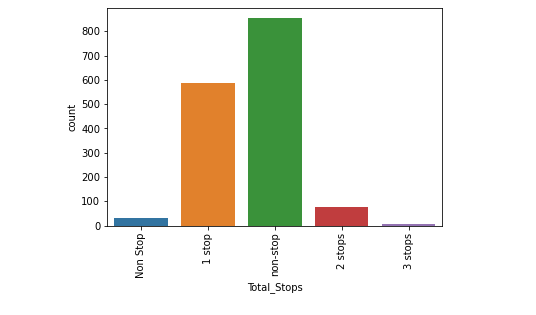 800
700
600
500
400
300
200
100
0
count
Non Stop
1 stop
non-stop
2 stops
3 stops
Total_Stops